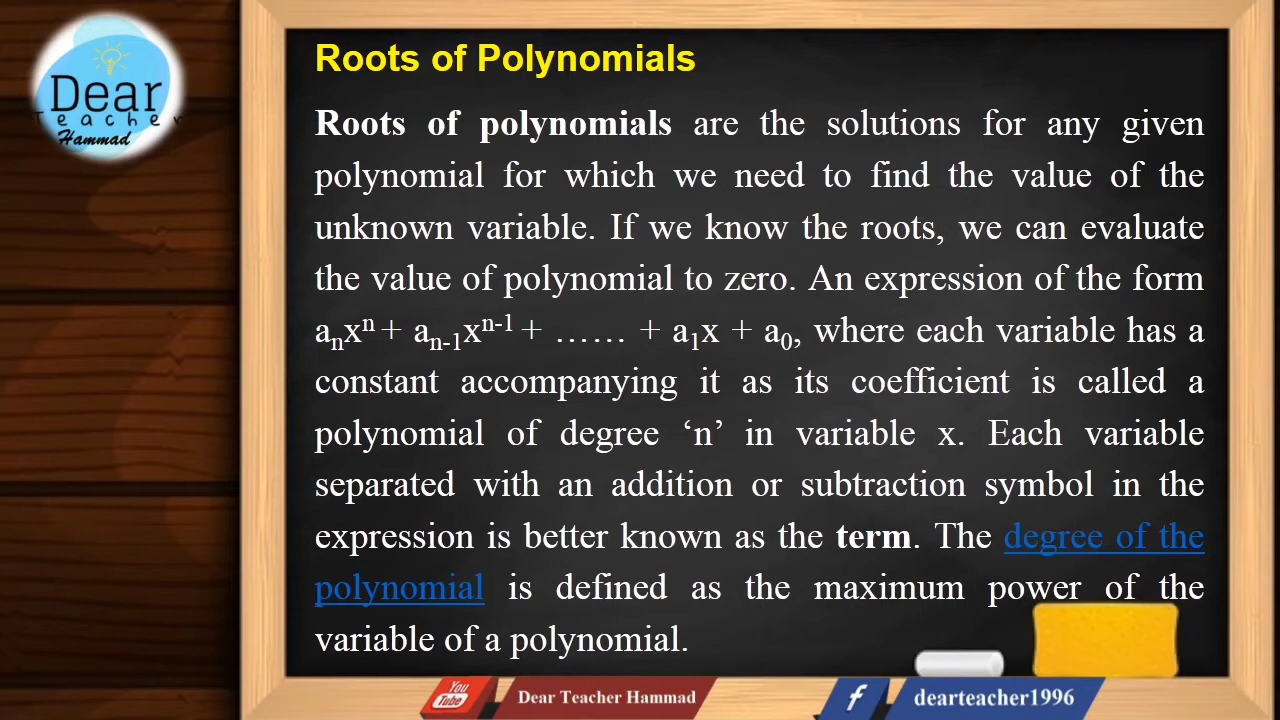 Dear
Teacher
Hammad
Roots of Polynomials
Roots of polynomials are the solutions for any given
polynomial for which we need to find the value of the
unknown variable. If we know the roots, we can evaluate
the value of polynomial to zero. An expression of the form
aₙxⁿ + aₙ₋₁xⁿ⁻¹ + …… + a₁x + a₀, where each variable has a
constant accompanying it as its coefficient is called a
polynomial of degree ‘n’ in variable x. Each variable
separated with an addition or subtraction symbol in the
expression is better known as the term. The degree of the
polynomial is defined as the maximum power of the
variable of a polynomial.
You
Tube
Dear Teacher Hammad
f
dearteacher1996